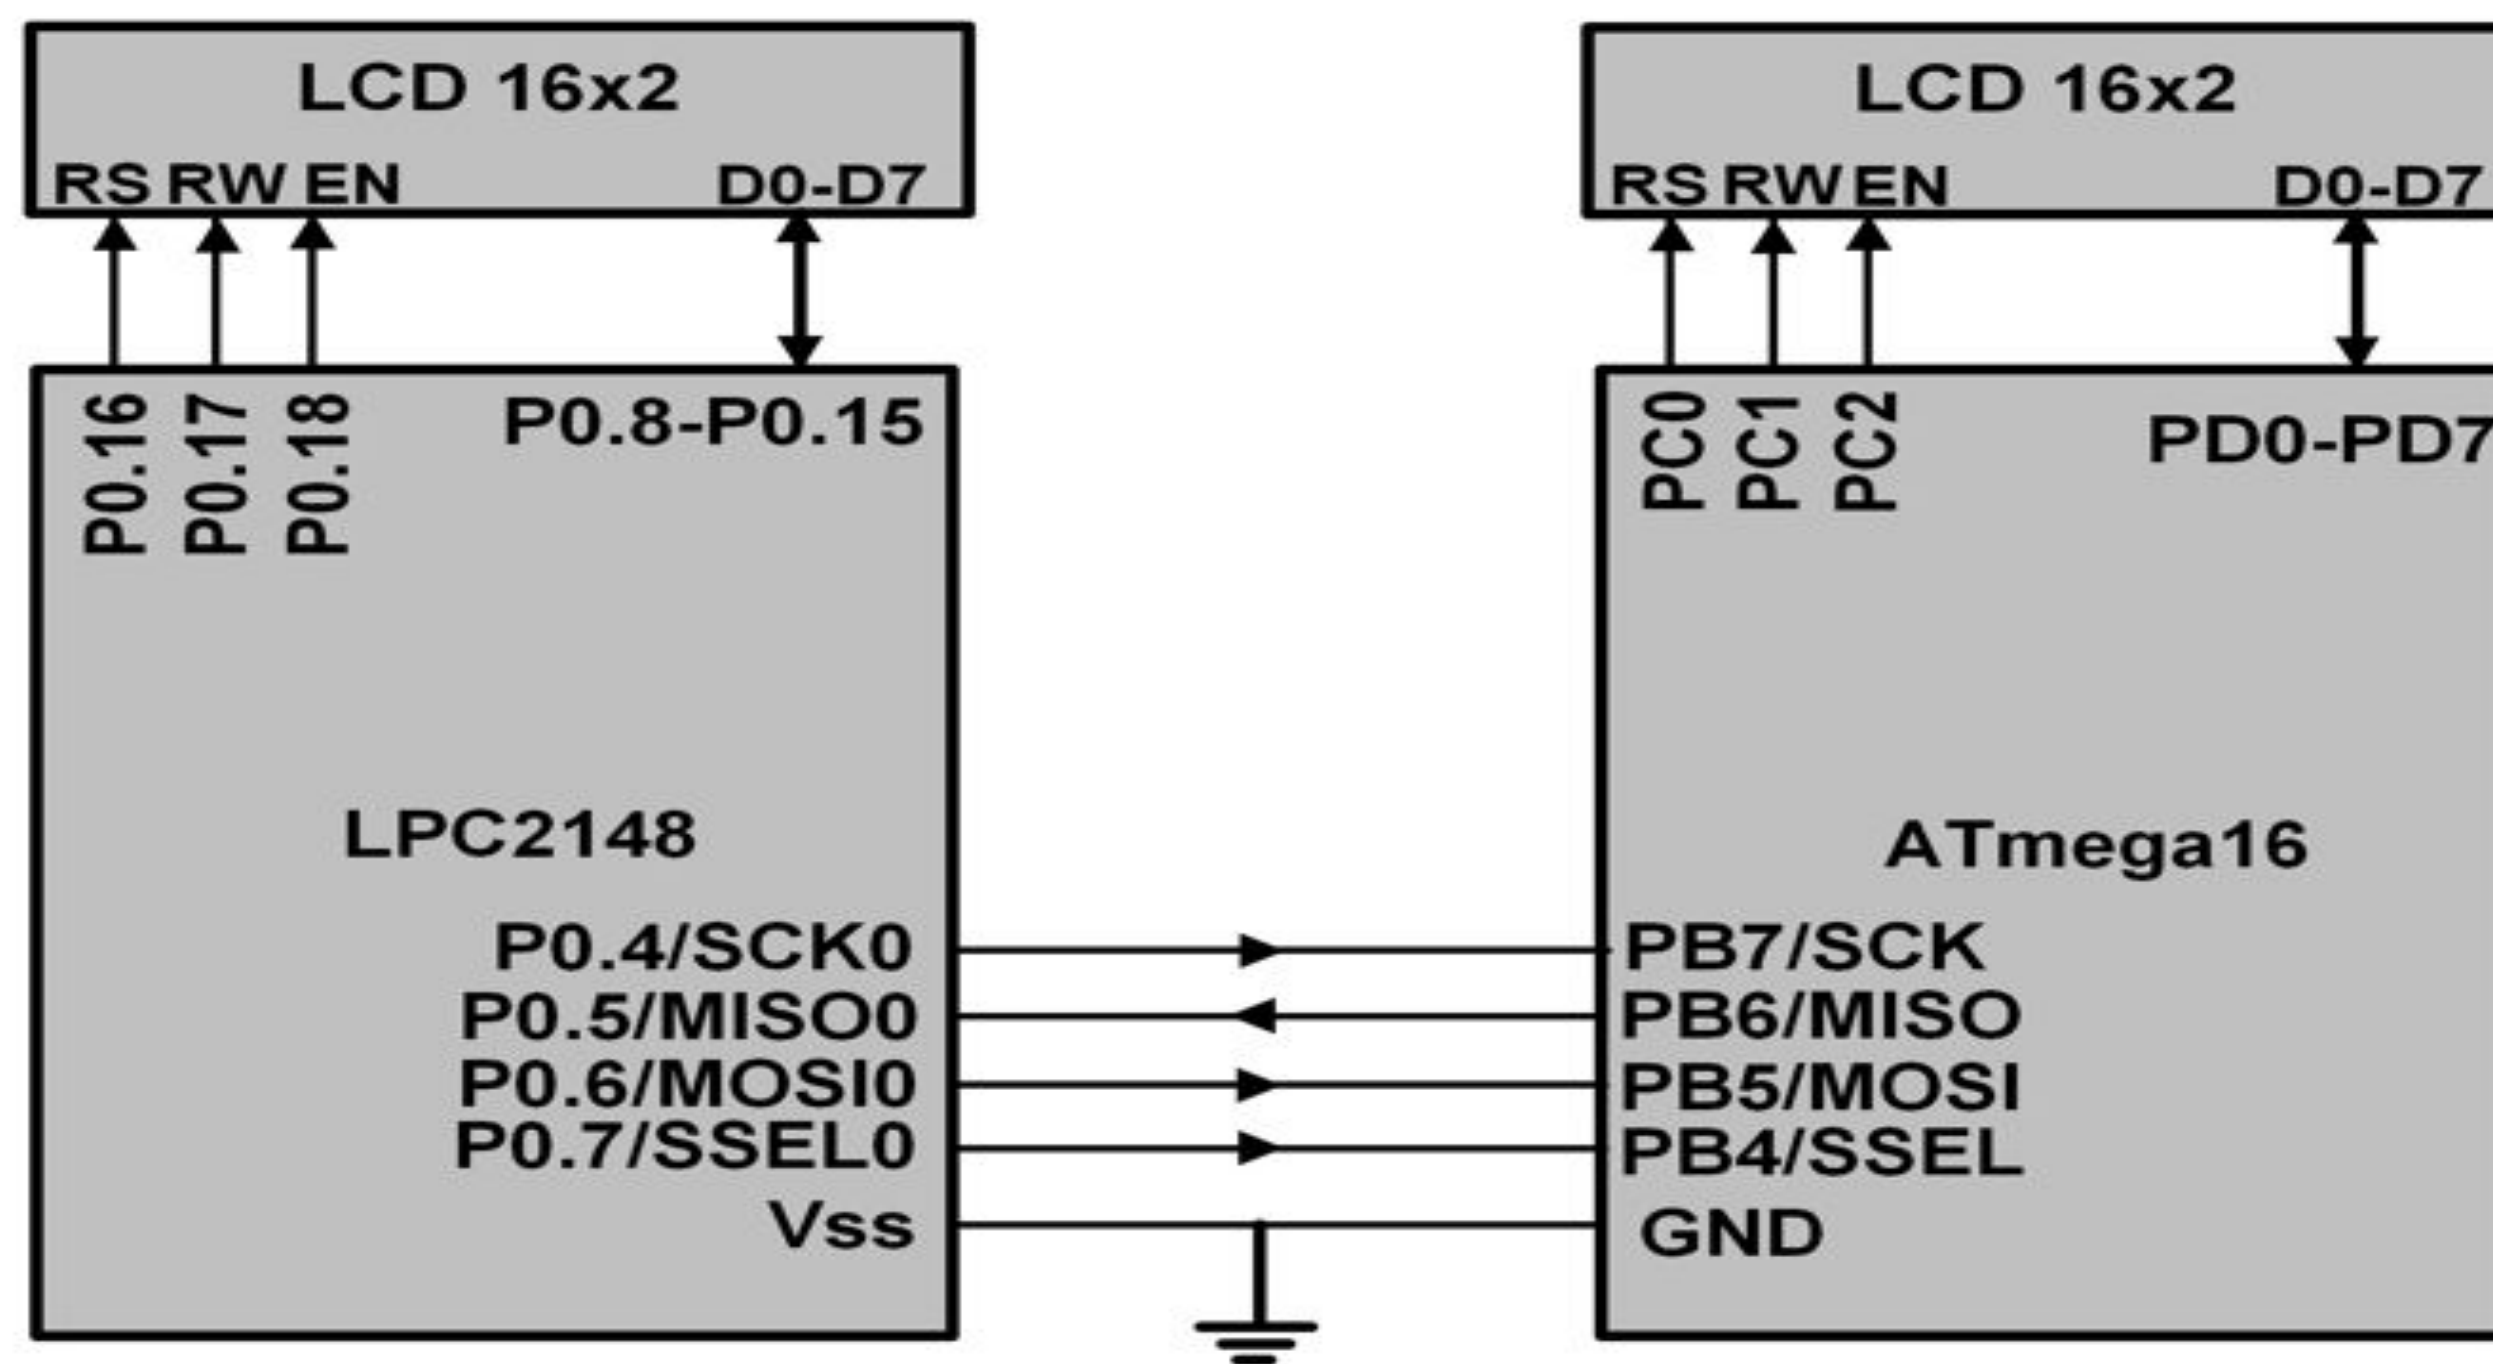 LCD 16x2
RS RW EN D0-D7
P0.16 P0.17 P0.18 P0.8-P0.15
LPC2148
P0.4/SCK0
P0.5/MISO0
P0.6/MOSI0
P0.7/SSEL0
Vss
LCD 16x2
RS RW EN D0-D7
PC0 PC1 PC2 PD0-PD7
ATmega16
PB7/SCK
PB6/MISO
PB5/MOSI
PB4/SSEL
GND